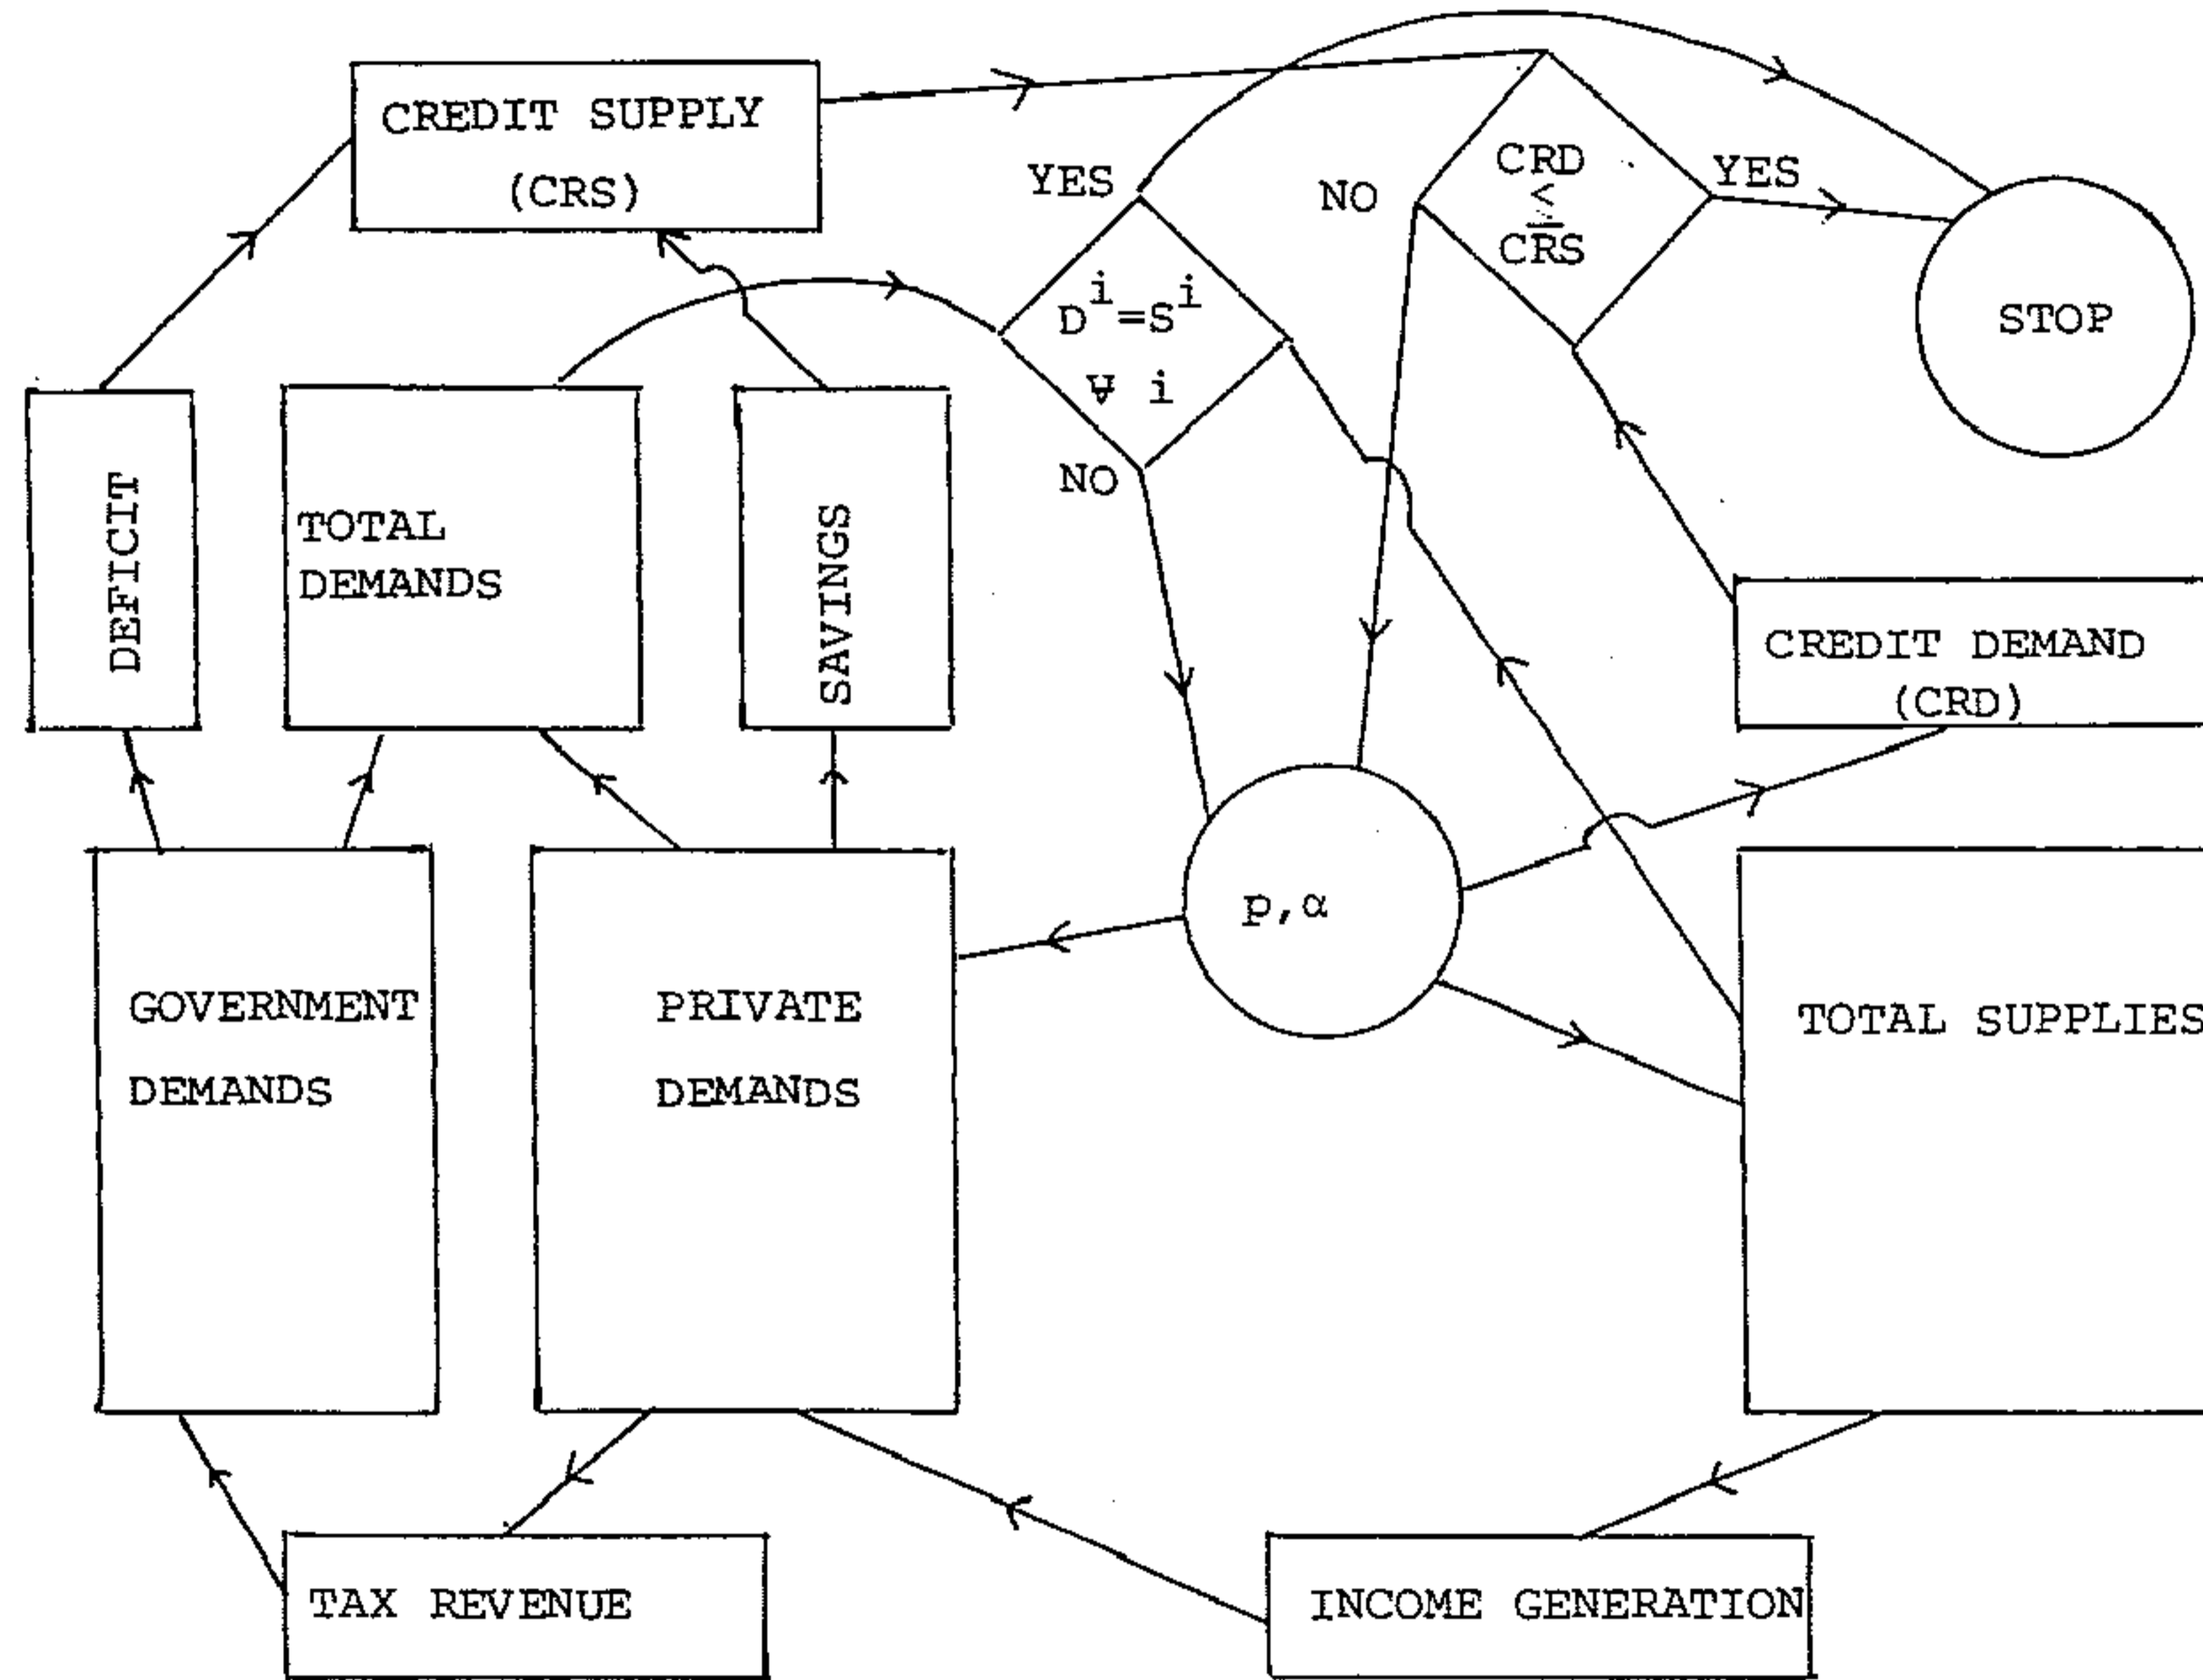 CREDIT SUPPLY
(CRS)
YES
NO
CRD
≤
CRS
YES
D^i=S^i
∀ i
NO
STOP
DEFICIT
TOTAL
DEMANDS
SAVINGS
CREDIT DEMAND
(CRD)
p,α
GOVERNMENT
DEMANDS
PRIVATE
DEMANDS
TOTAL SUPPLIES
TAX REVENUE
INCOME GENERATION